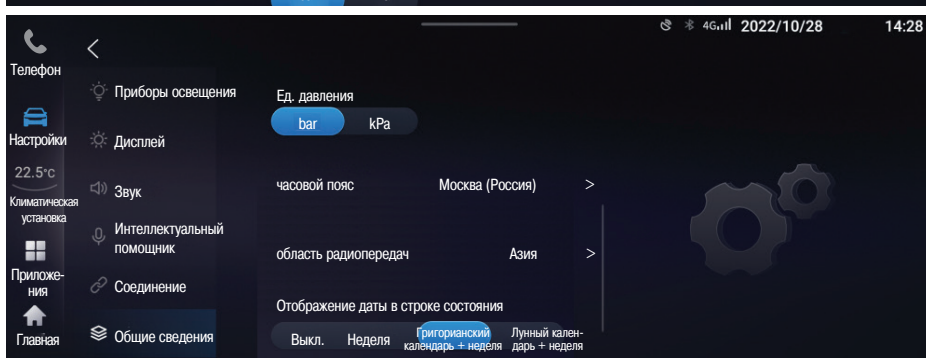 4G 2022/10/28 14:28
Телефон
Настройки
22.5°C
Климатическая
установка
Приложе-
ния
Главная
Приборы освещения
Дисплей
Звук
Интеллектуальный
помощник
Соединение
Общие сведения
Ед. давления
bar kPa
часовой пояс Москва (Россия) >
область радиопередач Азия >
Отображение даты в строке состояния
Выкл. Неделя Григорианский календарь + неделя Лунный кален-
дарь + неделя